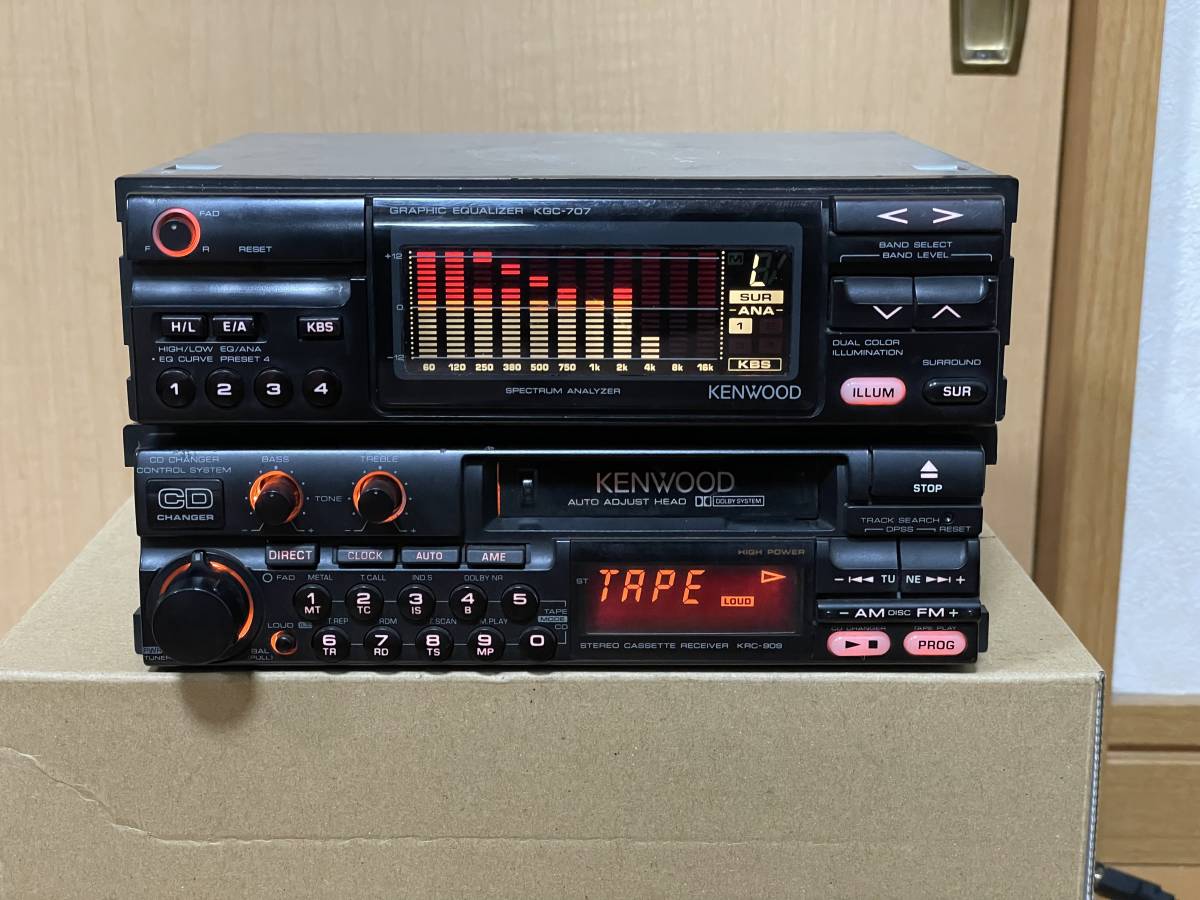 GRAPHIC EQUALIZER KGC-707
FAD
F R RESET
H/L E/A KBS
HIGH/LOW EQ/ANA
• EQ CURVE PRESET 4
1 2 3 4
+12
0
-12
60 120 250 380 500 750 1k 2k 4k 8k 16k
M L
SUR
-ANA-
1
KBS
SPECTRUM ANALYZER
KENWOOD
< >
BAND SELECT
BAND LEVEL
DUAL COLOR
ILLUMINATION
SURROUND
ILLUM SUR
CD CHANGER
CONTROL SYSTEM
CD
CHANGER
BASS TREBLE
• TONE •
- + - +
KENWOOD
AUTO ADJUST HEAD DOLBY SYSTEM
STOP
TRACK SEARCH
DPSS RESET
DIRECT CLOCK AUTO AME
FAD METAL T.CALL IND.S DOLBY NR
1 2 3 4 5
MT TC IS B
TAPE
MODE
CD
LOUD T.REP RDM T.SCAN M.PLAY
6 7 8 9 0
TR RD TS MP
BAL
(PULL)
PWR
TUNER
HIGH POWER
ST TAPE
LOUD
STEREO CASSETTE RECEIVER KRC-909
- TU NE +
- AM DISC FM +
CD CHANGER TAPE PLAY
PROG